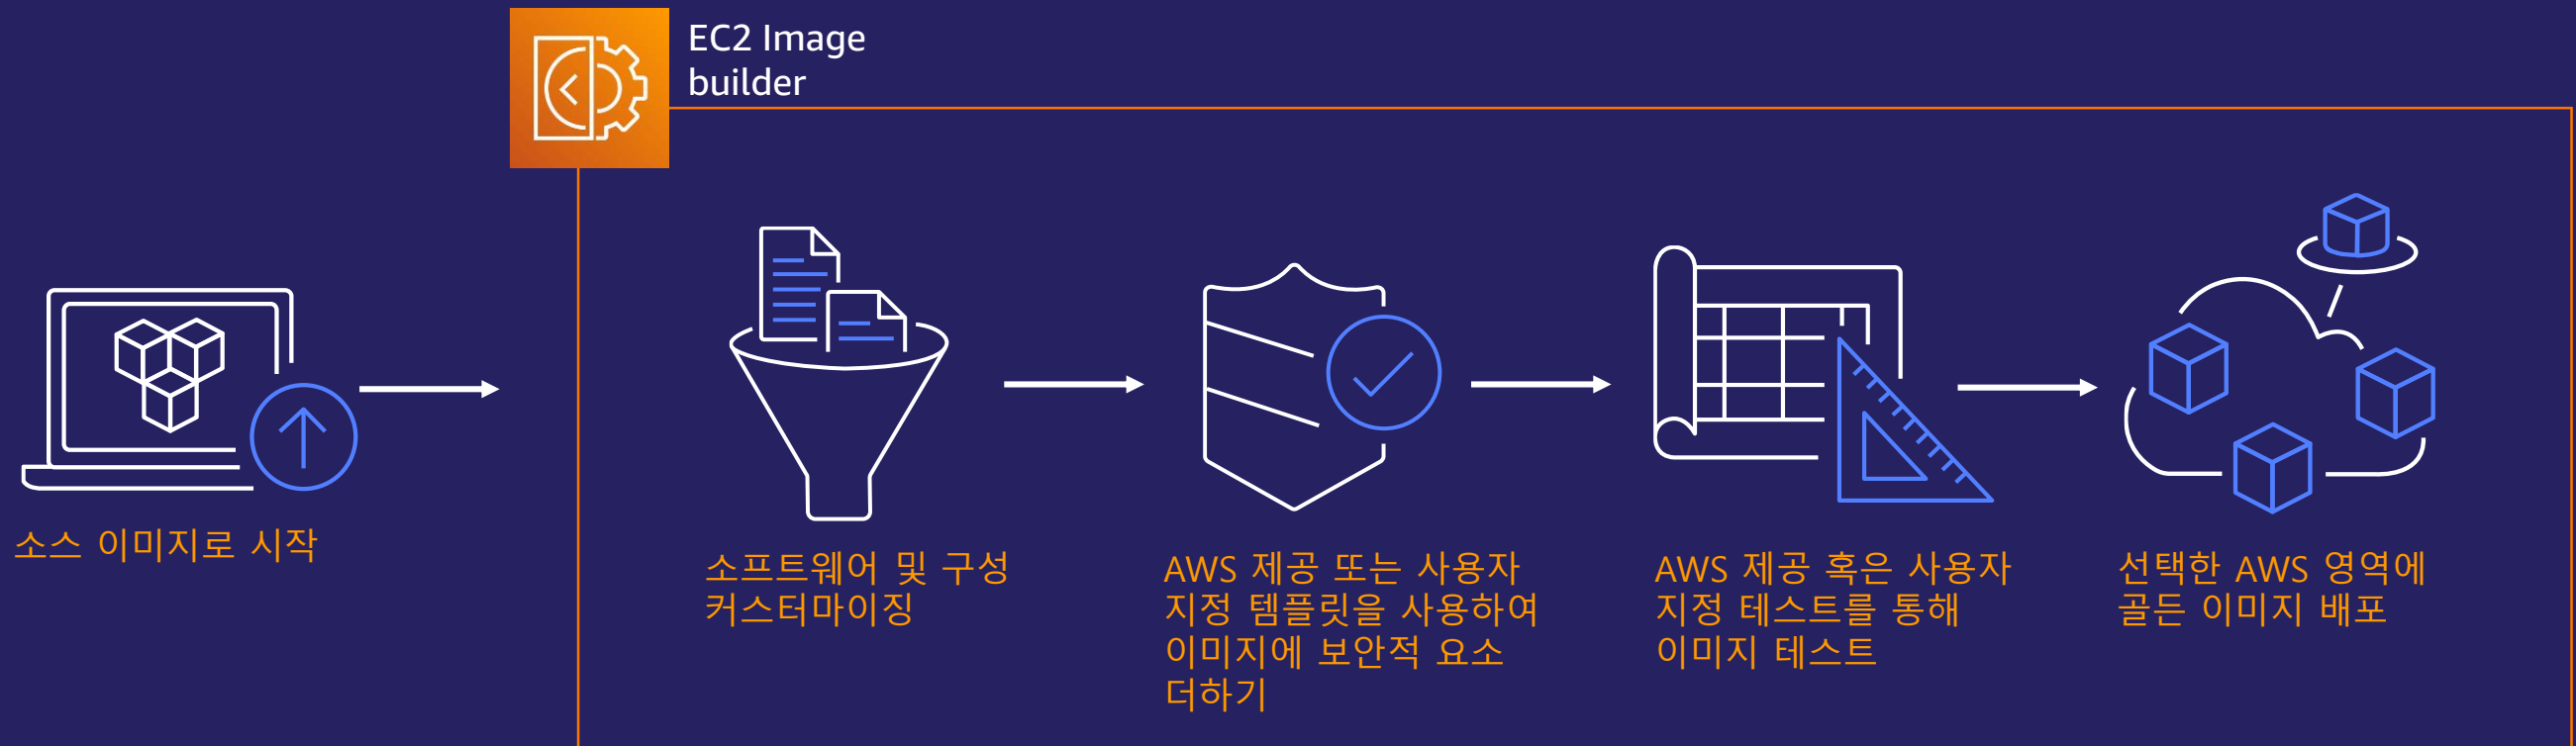 EC2 Image
builder
소스 이미지로 시작
소프트웨어 및 구성
커스터마이징
AWS 제공 또는 사용자
지정 템플릿을 사용하여
이미지에 보안적 요소
더하기
AWS 제공 혹은 사용자
지정 테스트를 통해
이미지 테스트
선택한 AWS 영역에
골든 이미지 배포